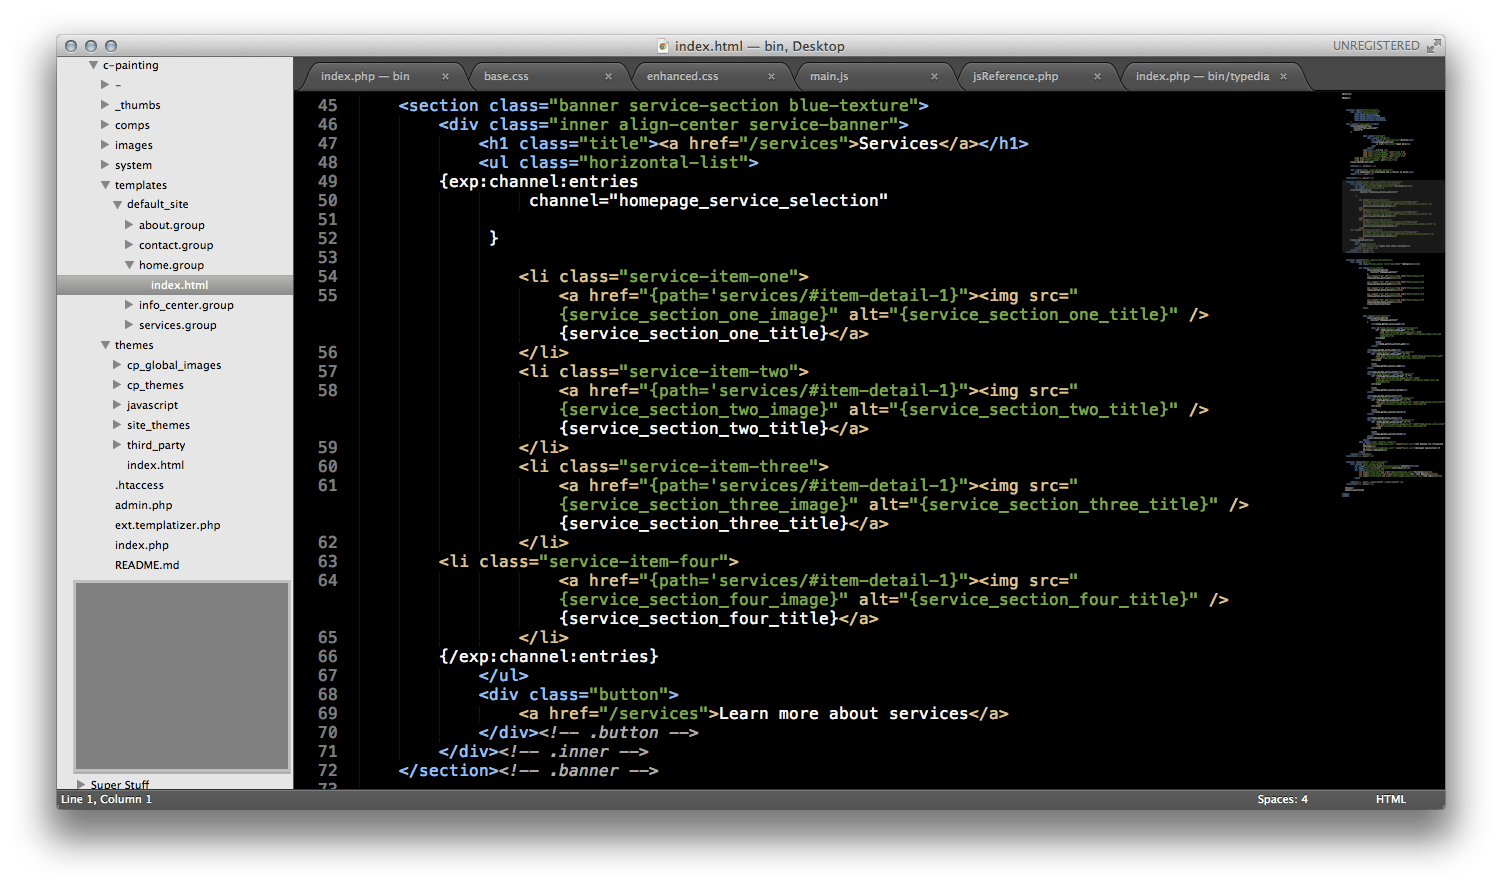 index.html — bin, Desktop
UNREGISTERED
c-painting
–
_thumbs
comps
images
system
templates
default_site
about.group
contact.group
home.group
index.html
info_center.group
services.group
themes
cp_global_images
cp_themes
javascript
site_themes
third_party
index.html
.htaccess
admin.php
ext.templatizer.php
index.php
README.md
Super Stuff
index.php — bin ×
base.css ×
enhanced.css ×
main.js ×
jsReference.php ×
index.php — bin/typedia ×
45 <section class="banner service-section blue-texture">
46 <div class="inner align-center service-banner">
47 <h1 class="title"><a href="/services">Services</a></h1>
48 <ul class="horizontal-list">
49 {exp:channel:entries
50 channel="homepage_service_selection"
51
52 }
53
54 <li class="service-item-one">
55 <a href="{path='services/#item-detail-1}"><img src="
{service_section_one_image}" alt="{service_section_one_title}" />
{service_section_one_title}</a>
56 </li>
57 <li class="service-item-two">
58 <a href="{path='services/#item-detail-1}"><img src="
{service_section_two_image}" alt="{service_section_two_title}" />
{service_section_two_title}</a>
59 </li>
60 <li class="service-item-three">
61 <a href="{path='services/#item-detail-1}"><img src="
{service_section_three_image}" alt="{service_section_three_title}" />
{service_section_three_title}</a>
62 </li>
63 <li class="service-item-four">
64 <a href="{path='services/#item-detail-1}"><img src="
{service_section_four_image}" alt="{service_section_four_title}" />
{service_section_four_title}</a>
65 </li>
66 {/exp:channel:entries}
67 </ul>
68 <div class="button">
69 <a href="/services">Learn more about services</a>
70 </div><!-- .button -->
71 </div><!-- .inner -->
72 </section><!-- .banner -->
73
Line 1, Column 1
Spaces: 4
HTML